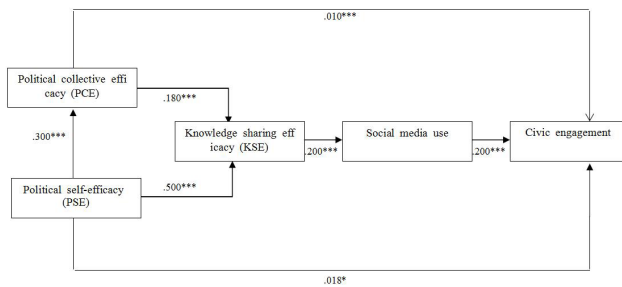 .010***
Political collective effi
cacy (PCE)
.180***
.300***
Knowledge sharing eff
icacy (KSE)
.200***
Social media use
.200***
Civic engagement
Political self-efficacy
(PSE)
.500***
.018*